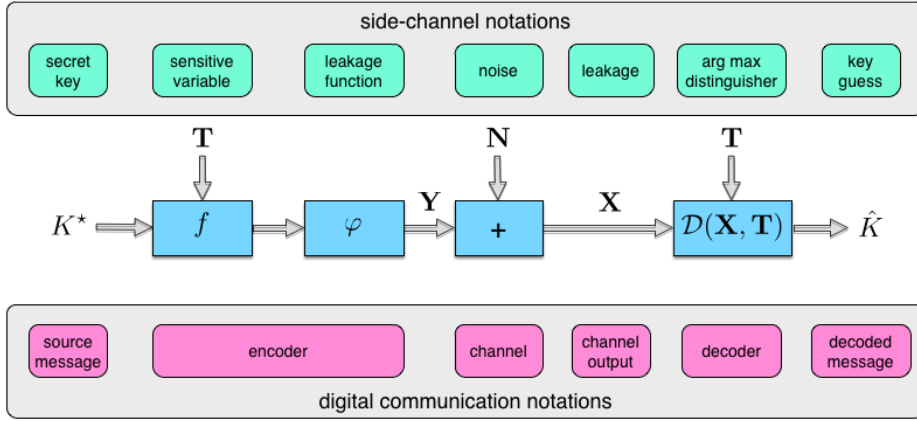 side-channel notations
secret key
sensitive variable
leakage function
noise
leakage
arg max distinguisher
key guess
T
N
T
K⋆
f
φ
Y
+
X
𝒟(X, T)
K̂
source message
encoder
channel
channel output
decoder
decoded message
digital communication notations